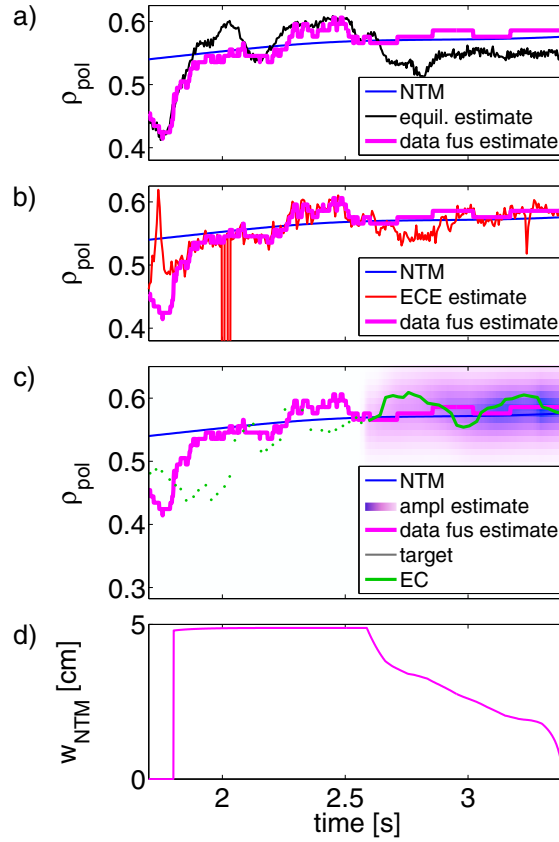 a)
0.6
0.5
0.4
ρpol
NTM
equil. estimate
data fus estimate
b)
0.6
0.5
0.4
ρpol
NTM
ECE estimate
data fus estimate
c)
0.6
0.5
0.4
0.3
ρpol
NTM
ampl estimate
data fus estimate
target
EC
d)
5
0
wNTM [cm]
2
2.5
3
time [s]